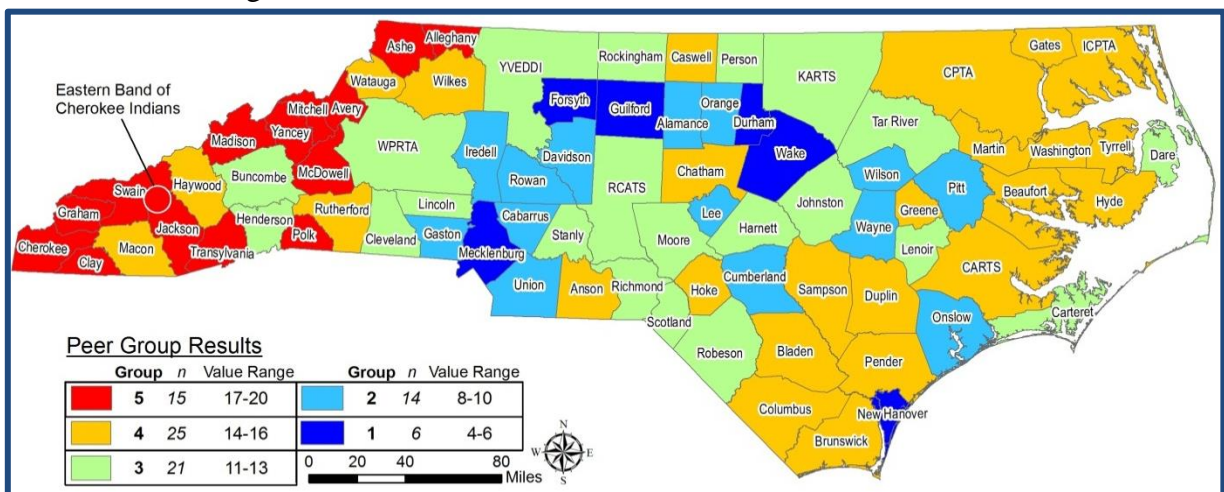 Ashe
Alleghany
Watauga
Wilkes
YVEDDI
Rockingham
Caswell
Person
KARTS
CPTA
Gates
ICPTA
Eastern Band of
Cherokee Indians
Mitchell
Avery
Yancey
Madison
McDowell
WPRTA
Iredell
Forsyth
Guilford
Alamance
Orange
Durham
Wake
Tar River
Davidson
Rowan
Chatham
RCATS
Martin
Washington
Tyrrell
Dare
Swain
Haywood
Buncombe
Graham
Jackson
Henderson
Rutherford
Polk
Cherokee
Clay
Macon
Transylvania
Cleveland
Lincoln
Gaston
Cabarrus
Mecklenburg
Stanly
Union
Anson
Moore
Lee
Harnett
Johnston
Wilson
Pitt
Greene
Wayne
Lenoir
Beaufort
Hyde
CARTS
Richmond
Scotland
Hoke
Cumberland
Sampson
Duplin
Onslow
Carteret
Robeson
Bladen
Pender
Columbus
Brunswick
New Hanover
Peer Group Results
Group n Value Range
5 15 17-20
4 25 14-16
3 21 11-13
Group n Value Range
2 14 8-10
1 6 4-6
0 20 40 80
Miles
N
W E
S